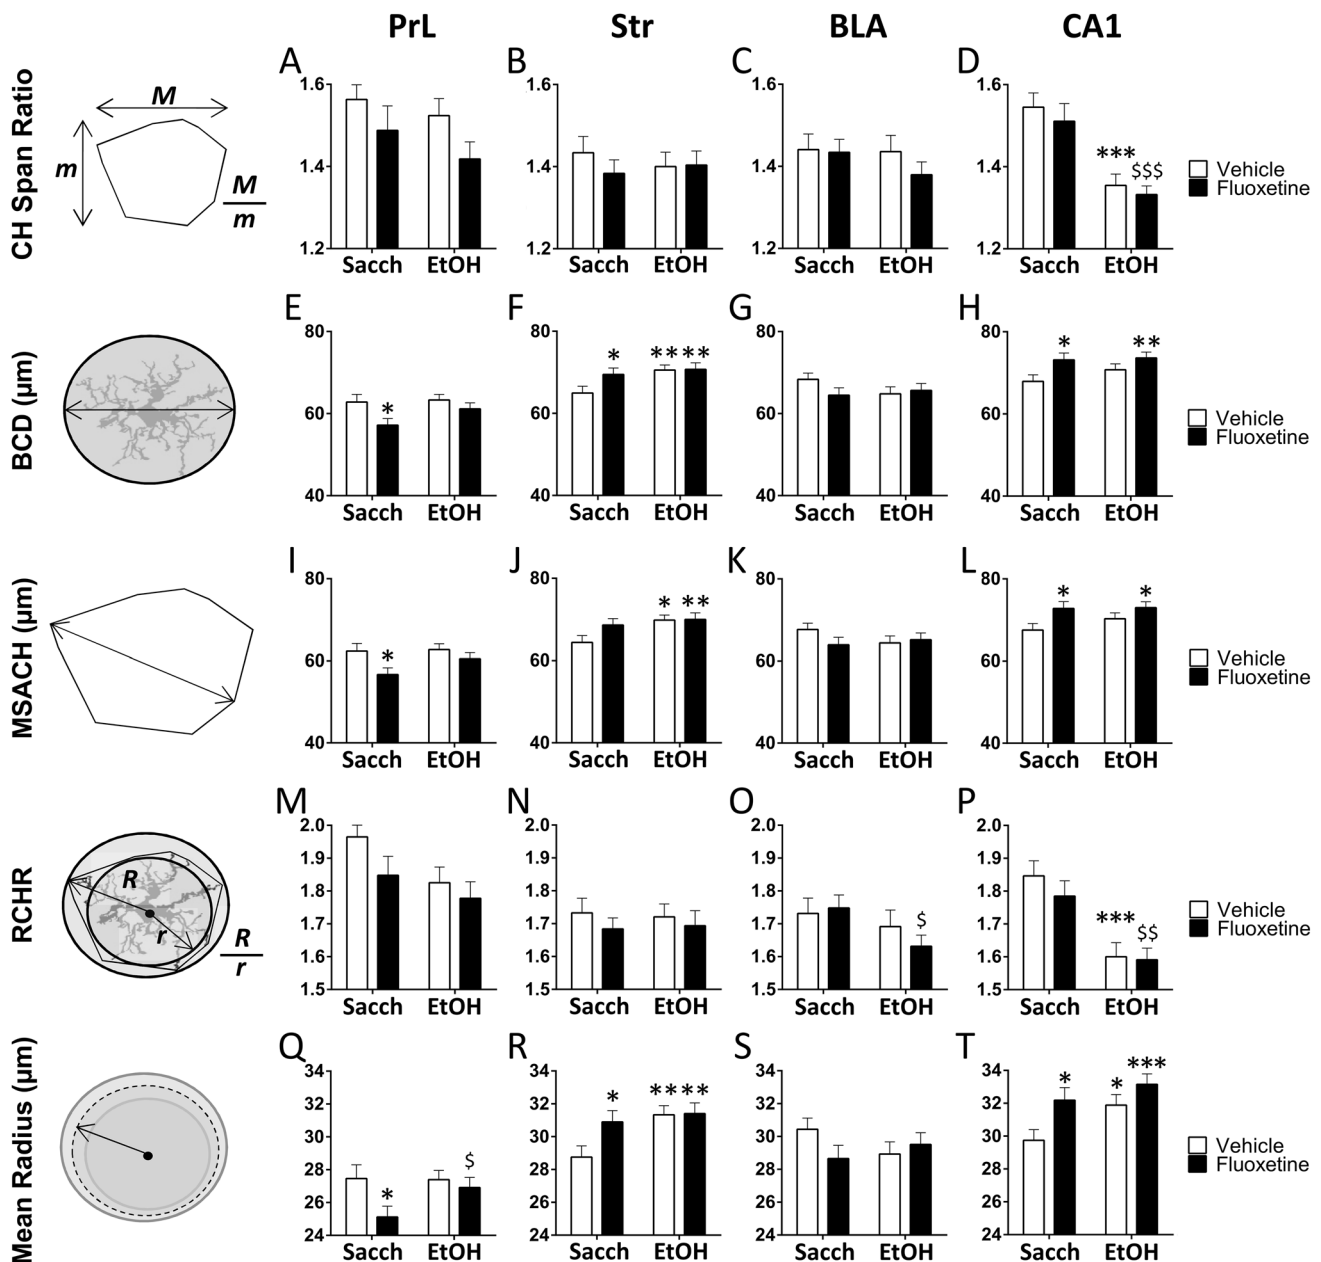 PrL Str BLA CA1
CH Span Ratio
M
m
M
m
A
1.6
1.4
1.2
Sacch EtOH
B
1.6
1.4
1.2
Sacch EtOH
C
1.6
1.4
1.2
Sacch EtOH
D
1.6
1.4
1.2
*** $$$
Sacch EtOH
Vehicle
Fluoxetine
BCD (µm)
E
80
60
40
*
Sacch EtOH
F
80
60
40
* ** **
Sacch EtOH
G
80
60
40
Sacch EtOH
H
80
60
40
* **
Sacch EtOH
Vehicle
Fluoxetine
MSACH (µm)
I
80
60
40
*
Sacch EtOH
J
80
60
40
* **
Sacch EtOH
K
80
60
40
Sacch EtOH
L
80
60
40
* *
Sacch EtOH
Vehicle
Fluoxetine
RCHR
R
r
R
r
M
2.0
1.9
1.8
1.7
1.6
1.5
Sacch EtOH
N
2.0
1.9
1.8
1.7
1.6
1.5
Sacch EtOH
O
2.0
1.9
1.8
1.7
1.6
1.5
$
Sacch EtOH
P
2.0
1.9
1.8
1.7
1.6
1.5
*** $$
Sacch EtOH
Vehicle
Fluoxetine
Mean Radius (µm)
Q
34
32
30
28
26
24
* $
Sacch EtOH
R
34
32
30
28
26
24
* ** **
Sacch EtOH
S
34
32
30
28
26
24
Sacch EtOH
T
34
32
30
28
26
24
* * ***
Sacch EtOH
Vehicle
Fluoxetine